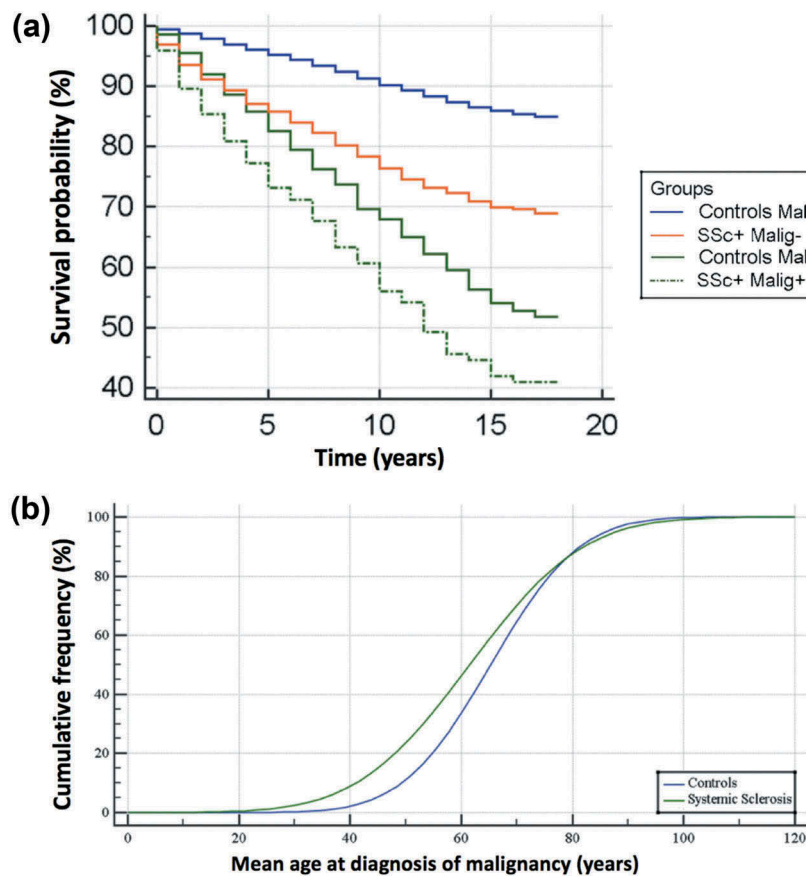 (a)
Survival probability (%)
100
90
80
70
60
50
40
0 5 10 15 20
Time (years)
Groups
Controls Mal
SSc+ Malig-
Controls Mal
SSc+ Malig+
(b)
Cumulative frequency (%)
100
80
60
40
20
0
0 20 40 60 80 100 120
Mean age at diagnosis of malignancy (years)
Controls
Systemic Sclerosis